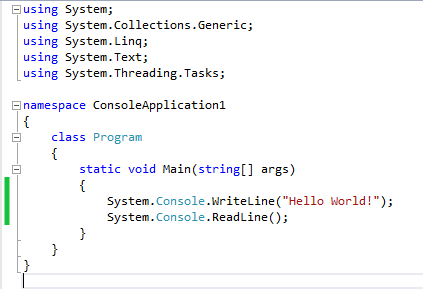 using System;
using System.Collections.Generic;
using System.Linq;
using System.Text;
using System.Threading.Tasks;

namespace ConsoleApplication1
{
    class Program
    {
        static void Main(string[] args)
        {
            System.Console.WriteLine("Hello World!");
            System.Console.ReadLine();
        }
    }
}